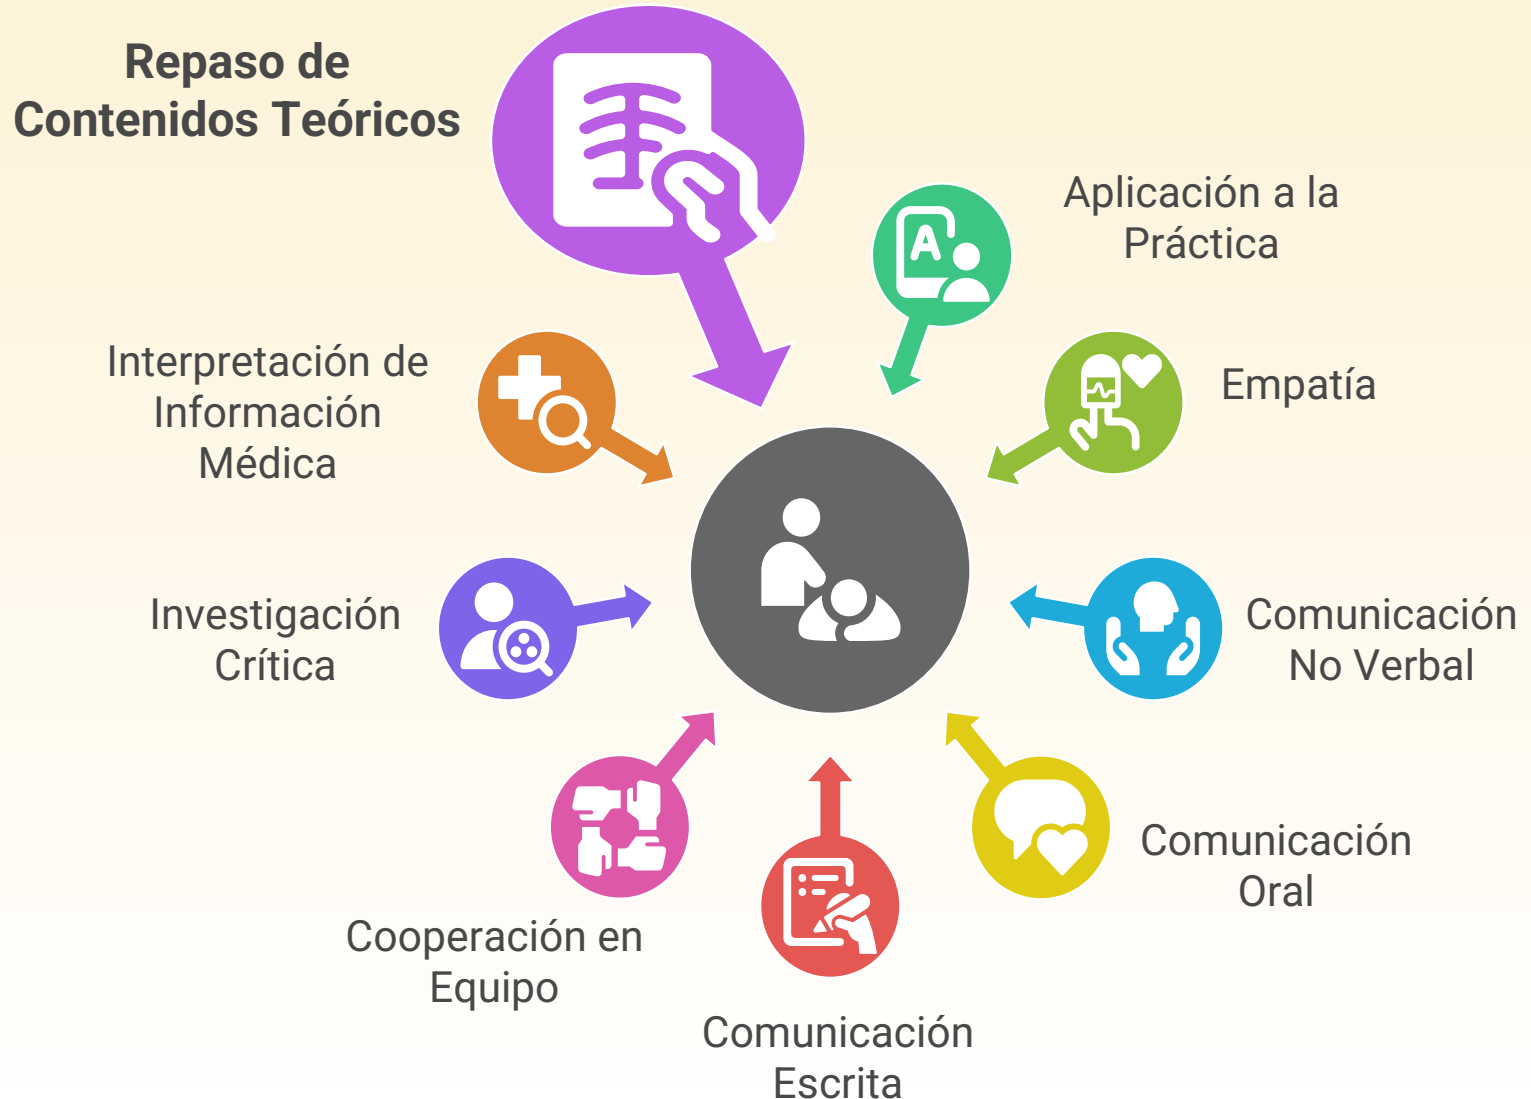 Repaso de
Contenidos Teóricos
Aplicación a la
Práctica
Interpretación de
Información
Médica
Empatía
Investigación
Crítica
Comunicación
No Verbal
Comunicación
Oral
Cooperación en
Equipo
Comunicación
Escrita
A